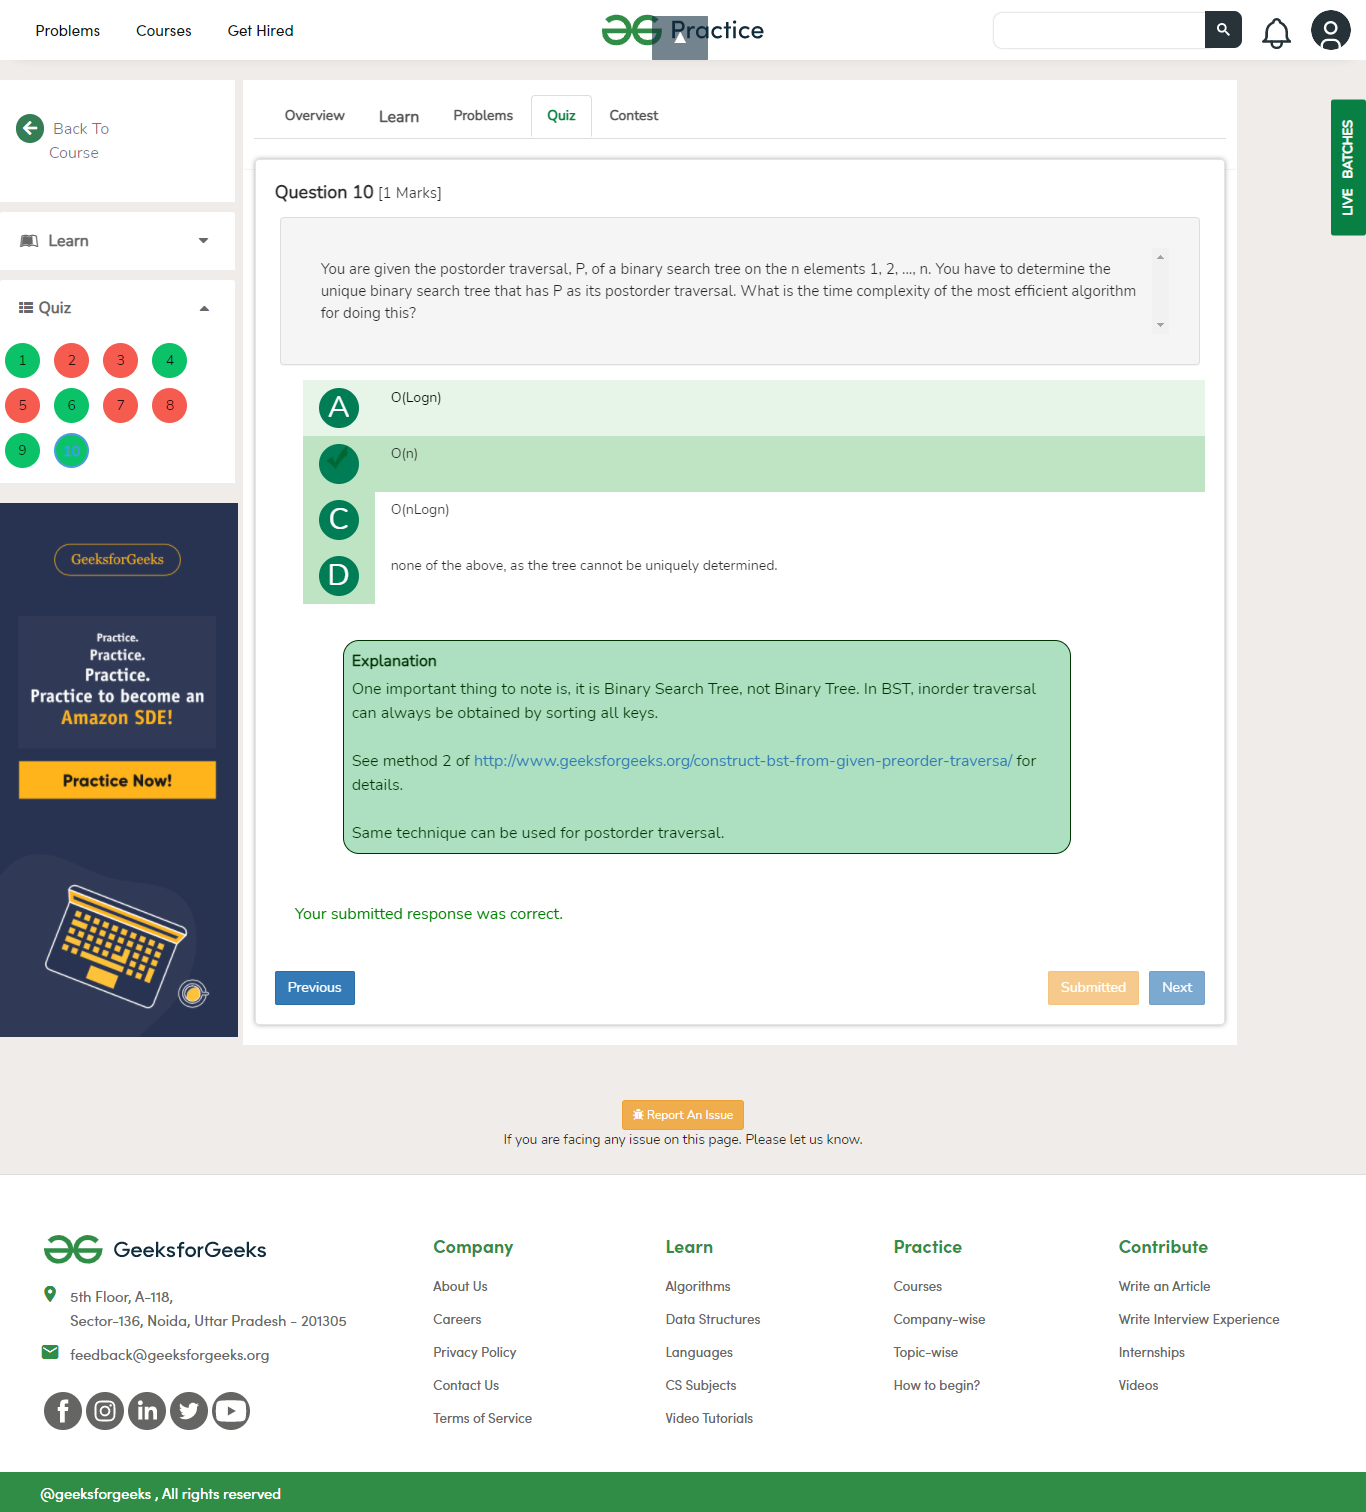 Problems Courses Get Hired
Practice
Back To
Course
Learn
Quiz
1 2 3 4
5 6 7 8
9 10
GeeksforGeeks
Practice.
Practice.
Practice.
Practice to become an
Amazon SDE!
Practice Now!
Overview Learn Problems Quiz Contest
Question 10 [1 Marks]
You are given the postorder traversal, P, of a binary search tree on the n elements 1, 2, ..., n. You have to determine the
unique binary search tree that has P as its postorder traversal. What is the time complexity of the most efficient algorithm
for doing this?
A O(Logn)
O(n)
C O(nLogn)
D none of the above, as the tree cannot be uniquely determined.
Explanation
One important thing to note is, it is Binary Search Tree, not Binary Tree. In BST, inorder traversal
can always be obtained by sorting all keys.
See method 2 of http://www.geeksforgeeks.org/construct-bst-from-given-preorder-traversa/ for
details.
Same technique can be used for postorder traversal.
Your submitted response was correct.
Previous Submitted Next
LIVE BATCHES
Report An Issue
If you are facing any issue on this page. Please let us know.
GeeksforGeeks
5th Floor, A-118,
Sector-136, Noida, Uttar Pradesh - 201305
feedback@geeksforgeeks.org
Company
About Us
Careers
Privacy Policy
Contact Us
Terms of Service
Learn
Algorithms
Data Structures
Languages
CS Subjects
Video Tutorials
Practice
Courses
Company-wise
Topic-wise
How to begin?
Contribute
Write an Article
Write Interview Experience
Internships
Videos
@geeksforgeeks , All rights reserved